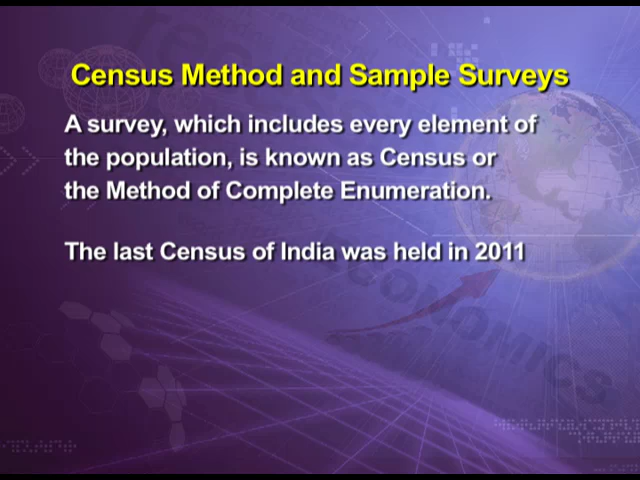 Census Method and Sample Surveys
A survey, which includes every element of
the population, is known as Census or
the Method of Complete Enumeration.
The last Census of India was held in 2011
ECONOMICS